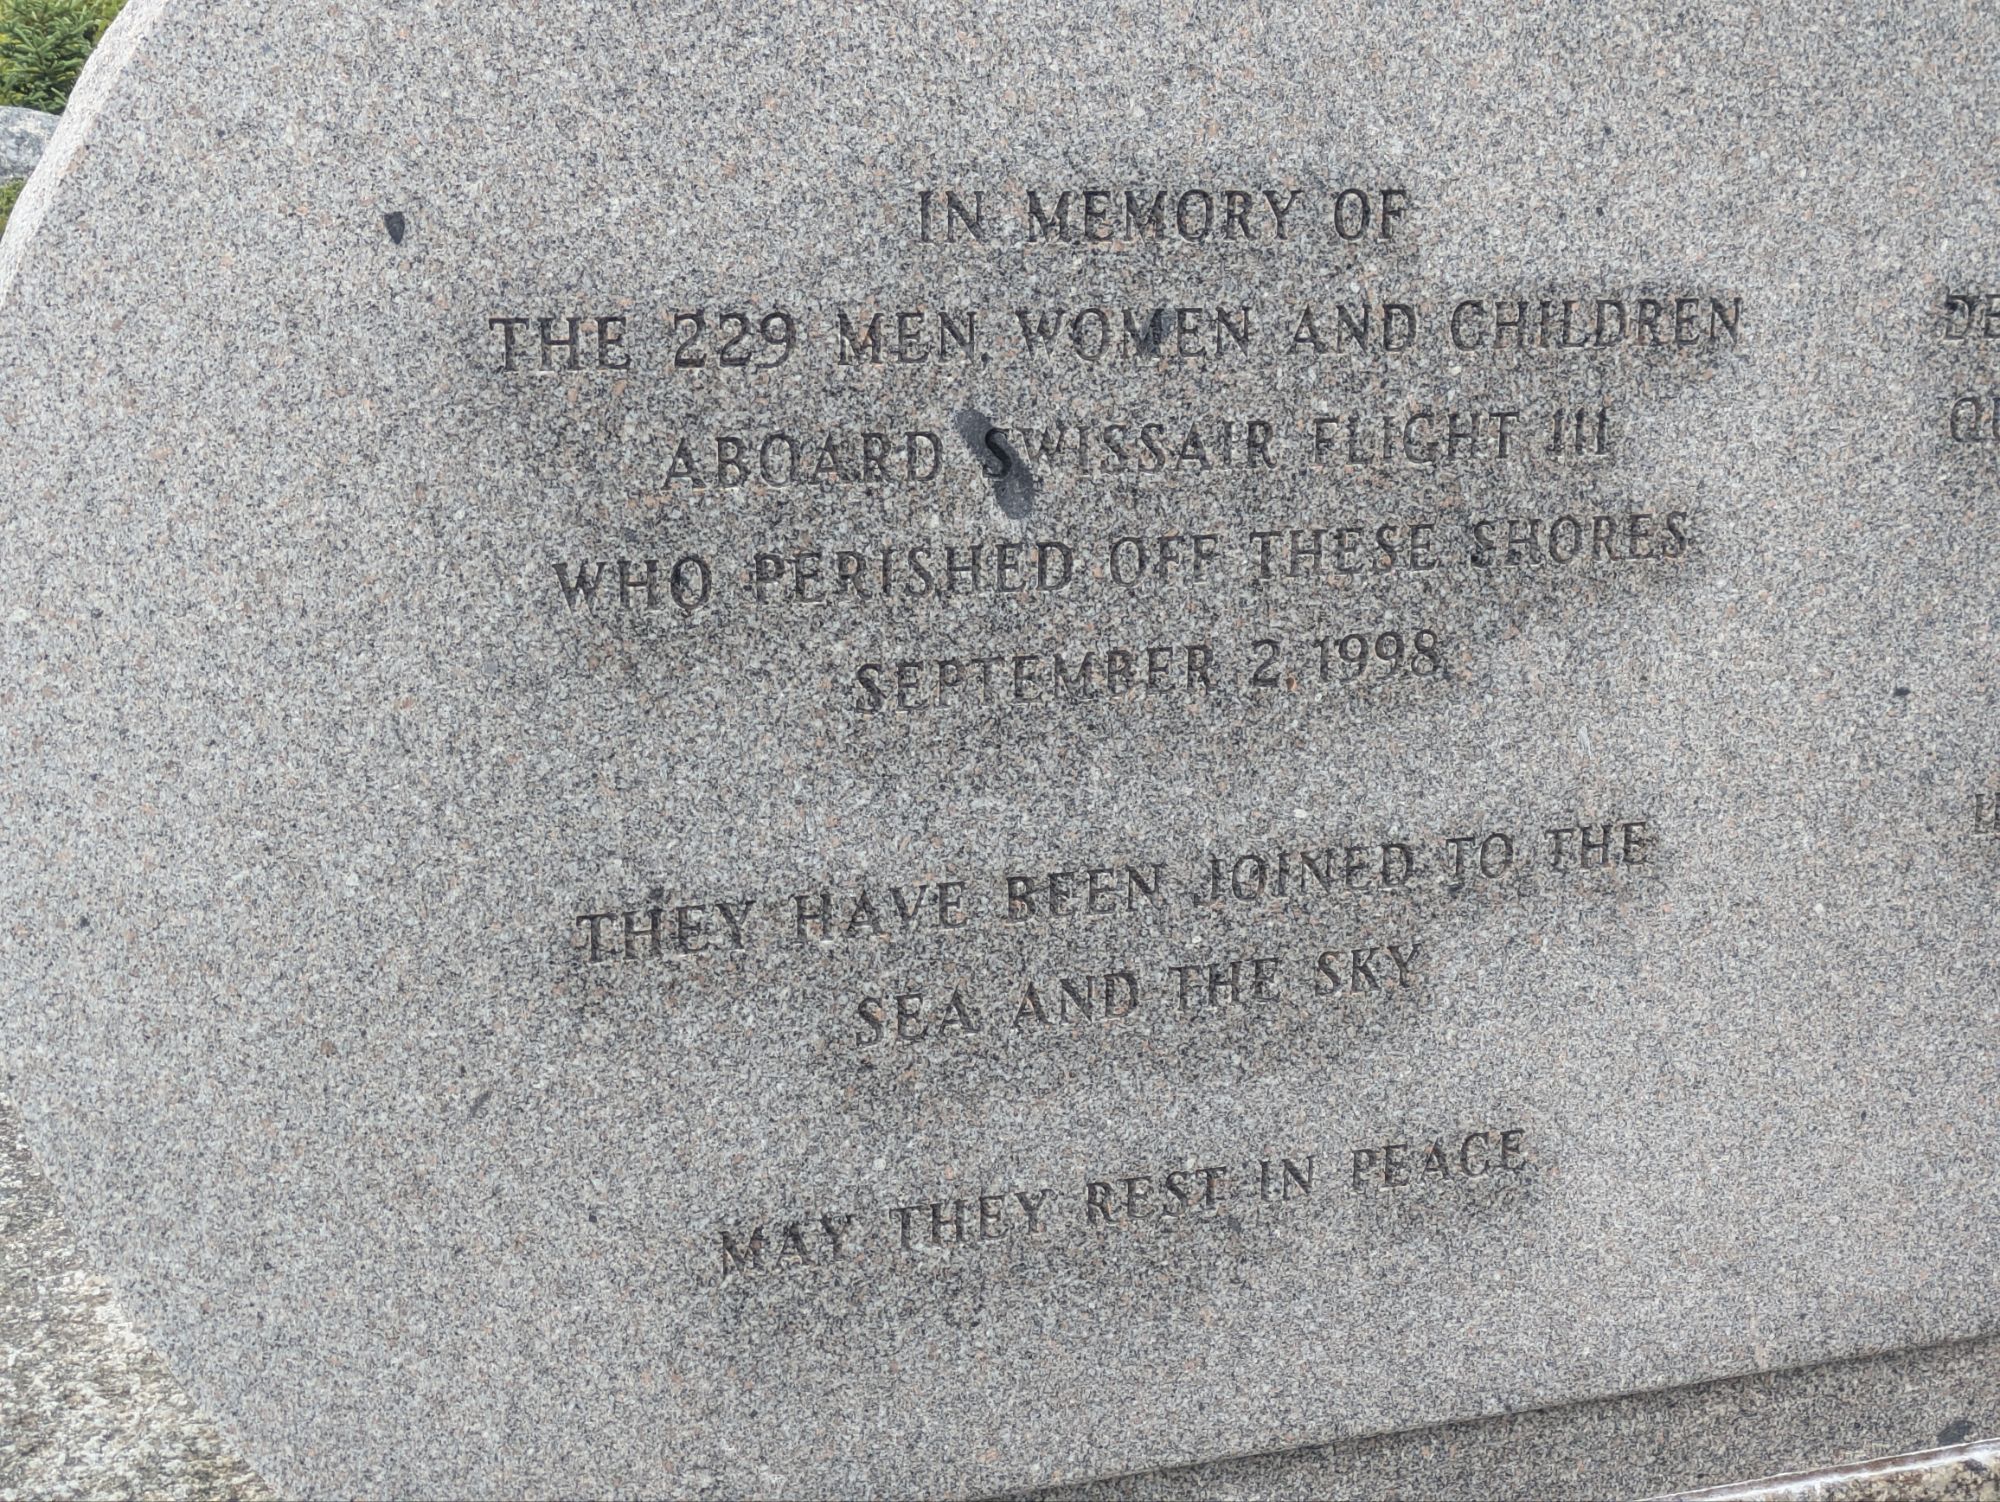 IN MEMORY OF
THE 229 MEN WOMEN AND CHILDREN
ABOARD SWISSAIR FLIGHT 111
WHO PERISHED OFF THESE SHORES
SEPTEMBER 2, 1998
THEY HAVE BEEN JOINED TO THE
SEA AND THE SKY
MAY THEY REST IN PEACE